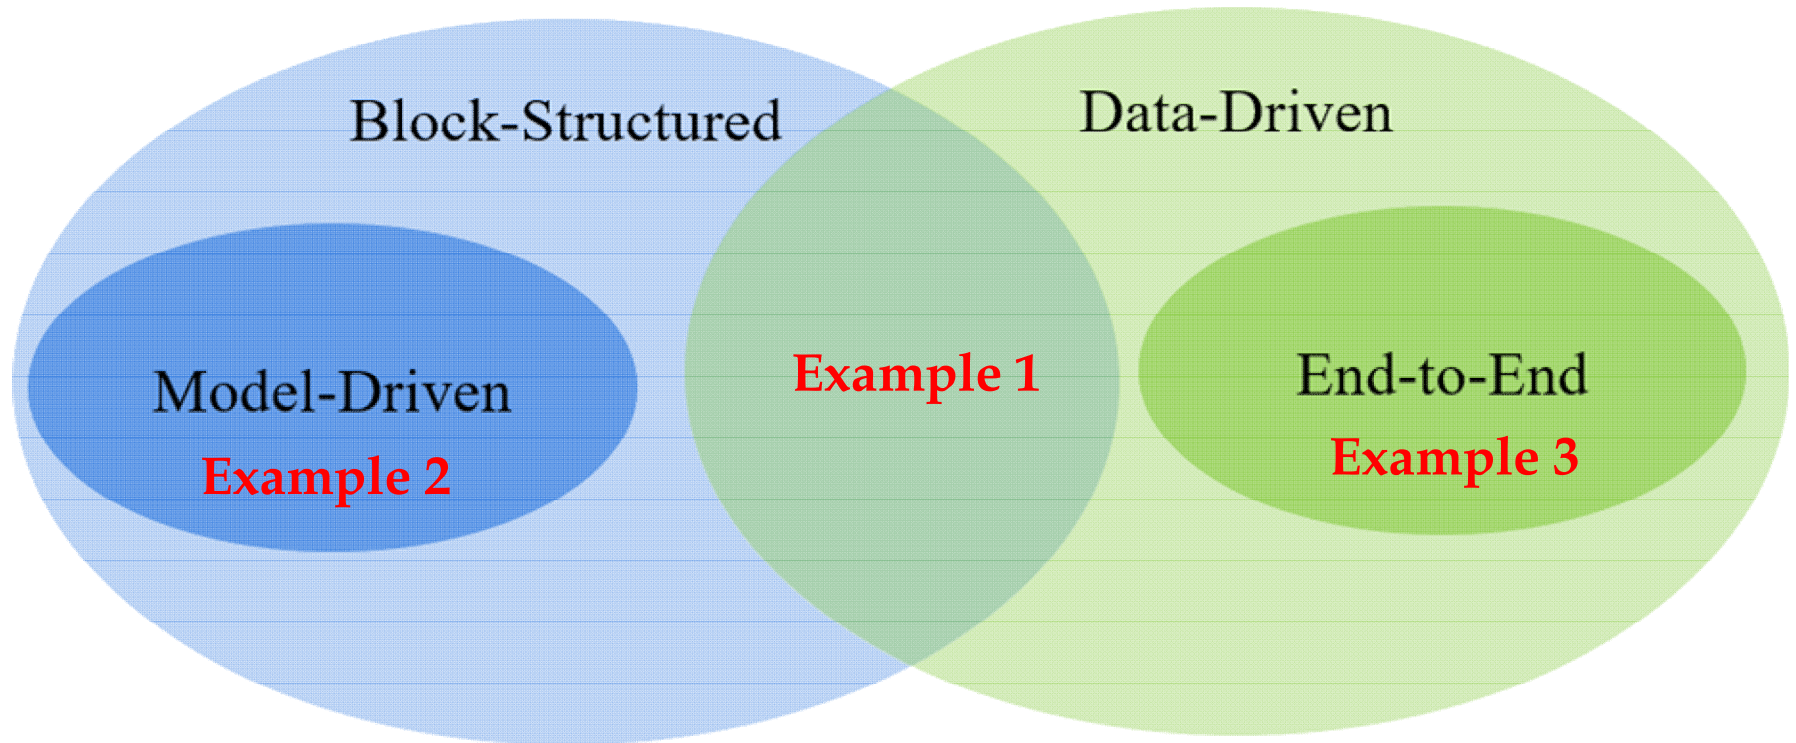 Block-Structured
Data-Driven
Model-Driven
Example 2
Example 1
End-to-End
Example 3